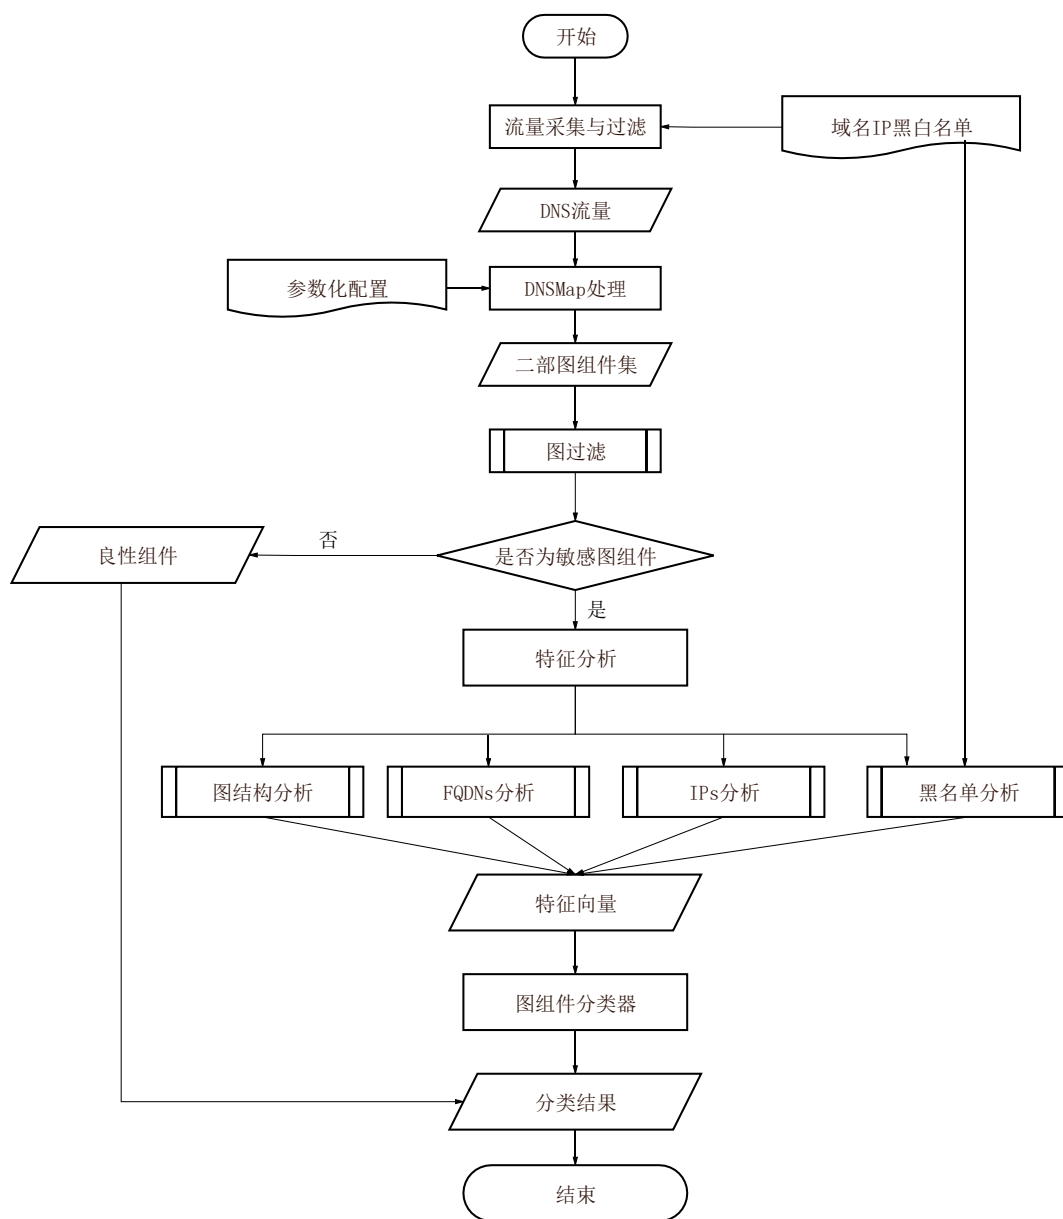 开始
流量采集与过滤
域名IP黑白名单
DNS流量
参数化配置
DNSMap处理
二部图组件集
图过滤
良性组件
否
是否为敏感图组件
是
特征分析
图结构分析
FQDNs分析
IPs分析
黑名单分析
特征向量
图组件分类器
分类结果
结束